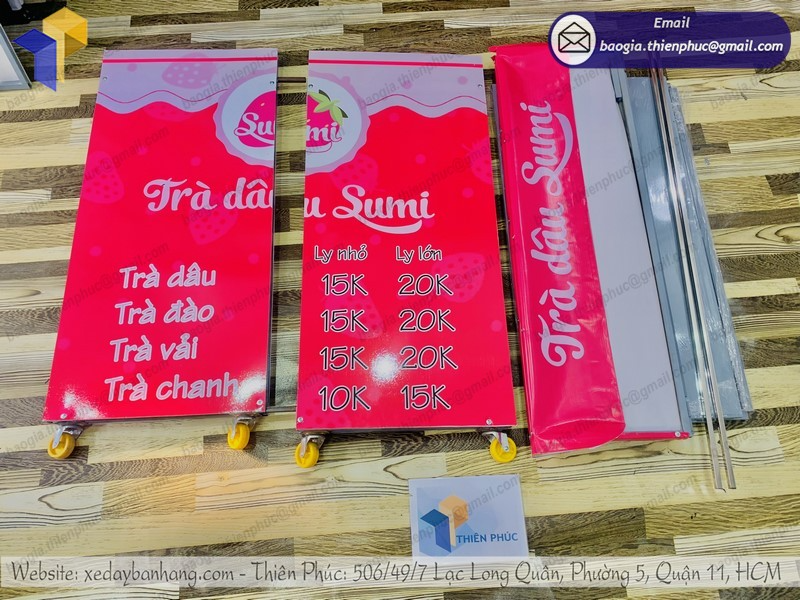 Email
baogia.thienphuc@gmail.com
Sumi
Trà dâu Sumi
Ly nhỏ Ly lớn
Trà dâu 15K 20K
Trà đào 15K 20K
Trà vải 15K 20K
Trà chanh 10K 15K
Trà dâu Sumi
THIÊN PHÚC
Website: xedaybanhang.com - Thiên Phúc: 506/49/7 Lạc Long Quân, Phường 5, Quận 11, HCM